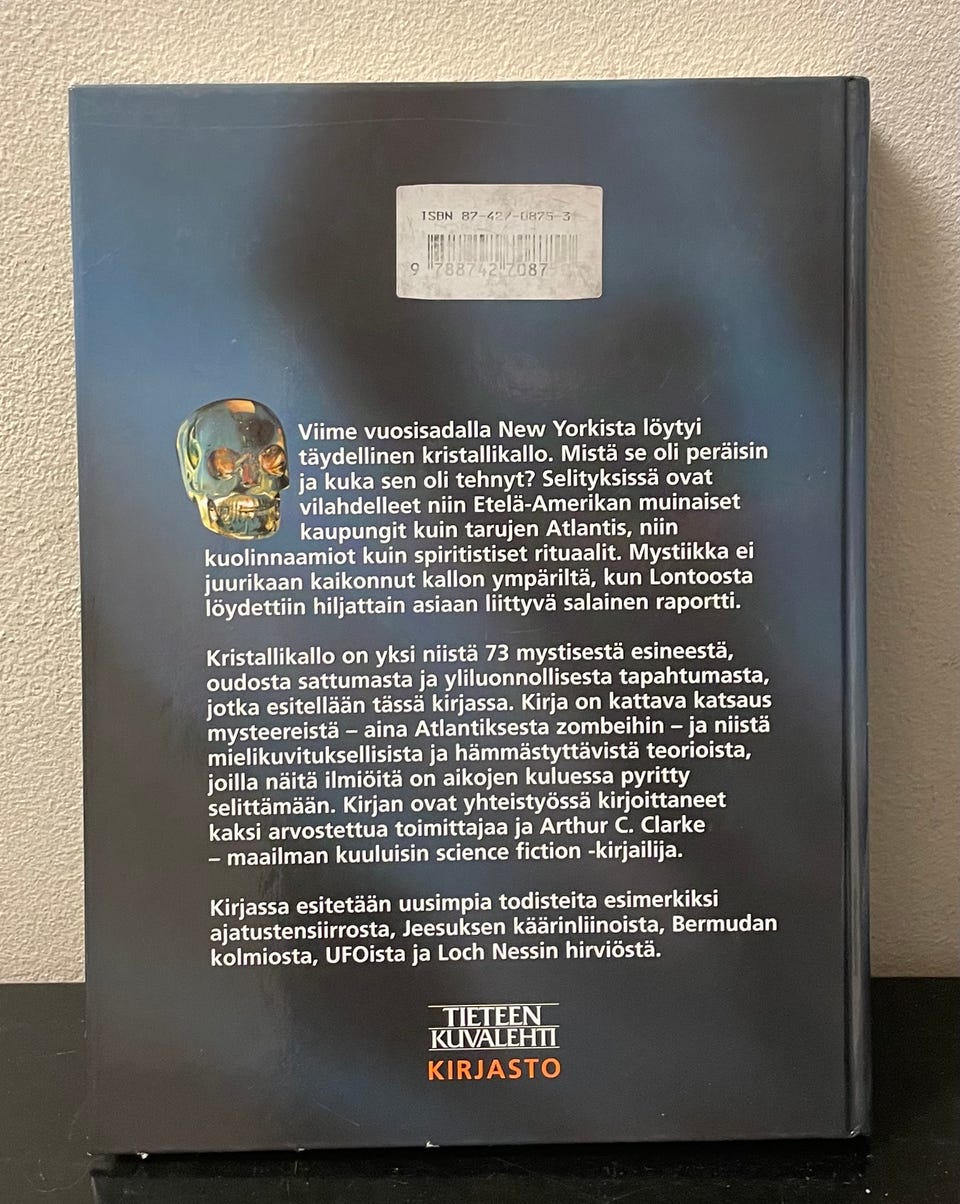 ISBN 87-427-0875-3
9 788742 7087
Viime vuosisadalla New Yorkista löytyi
täydellinen kristallikallo. Mistä se oli peräisin
ja kuka sen oli tehnyt? Selityksissä ovat
vilahdelleet niin Etelä-Amerikan muinaiset
kaupungit kuin tarujen Atlantis, niin
kuolinnaamiot kuin spiritistiset rituaalit. Mystiikka ei
juurikaan kaikonnut kallon ympäriltä, kun Lontoosta
löydettiin hiljattain asiaan liittyvä salainen raportti.
Kristallikallo on yksi niistä 73 mystisestä esineestä,
oudosta sattumasta ja yliluonnollisesta tapahtumasta,
jotka esitellään tässä kirjassa. Kirja on kattava katsaus
mysteereistä – aina Atlantiksesta zombeihin – ja niistä
mielikuvituksellisista ja hämmästyttävistä teorioista,
joilla näitä ilmiöitä on aikojen kuluessa pyritty
selittämään. Kirjan ovat yhteistyössä kirjoittaneet
kaksi arvostettua toimittajaa ja Arthur C. Clarke
– maailman kuuluisin science fiction -kirjailija.
Kirjassa esitetään uusimpia todisteita esimerkiksi
ajatustensiirrosta, Jeesuksen käärinliinoista, Bermudan
kolmiosta, UFOista ja Loch Nessin hirviöstä.
TIETEEN
KUVALEHTI
KIRJASTO